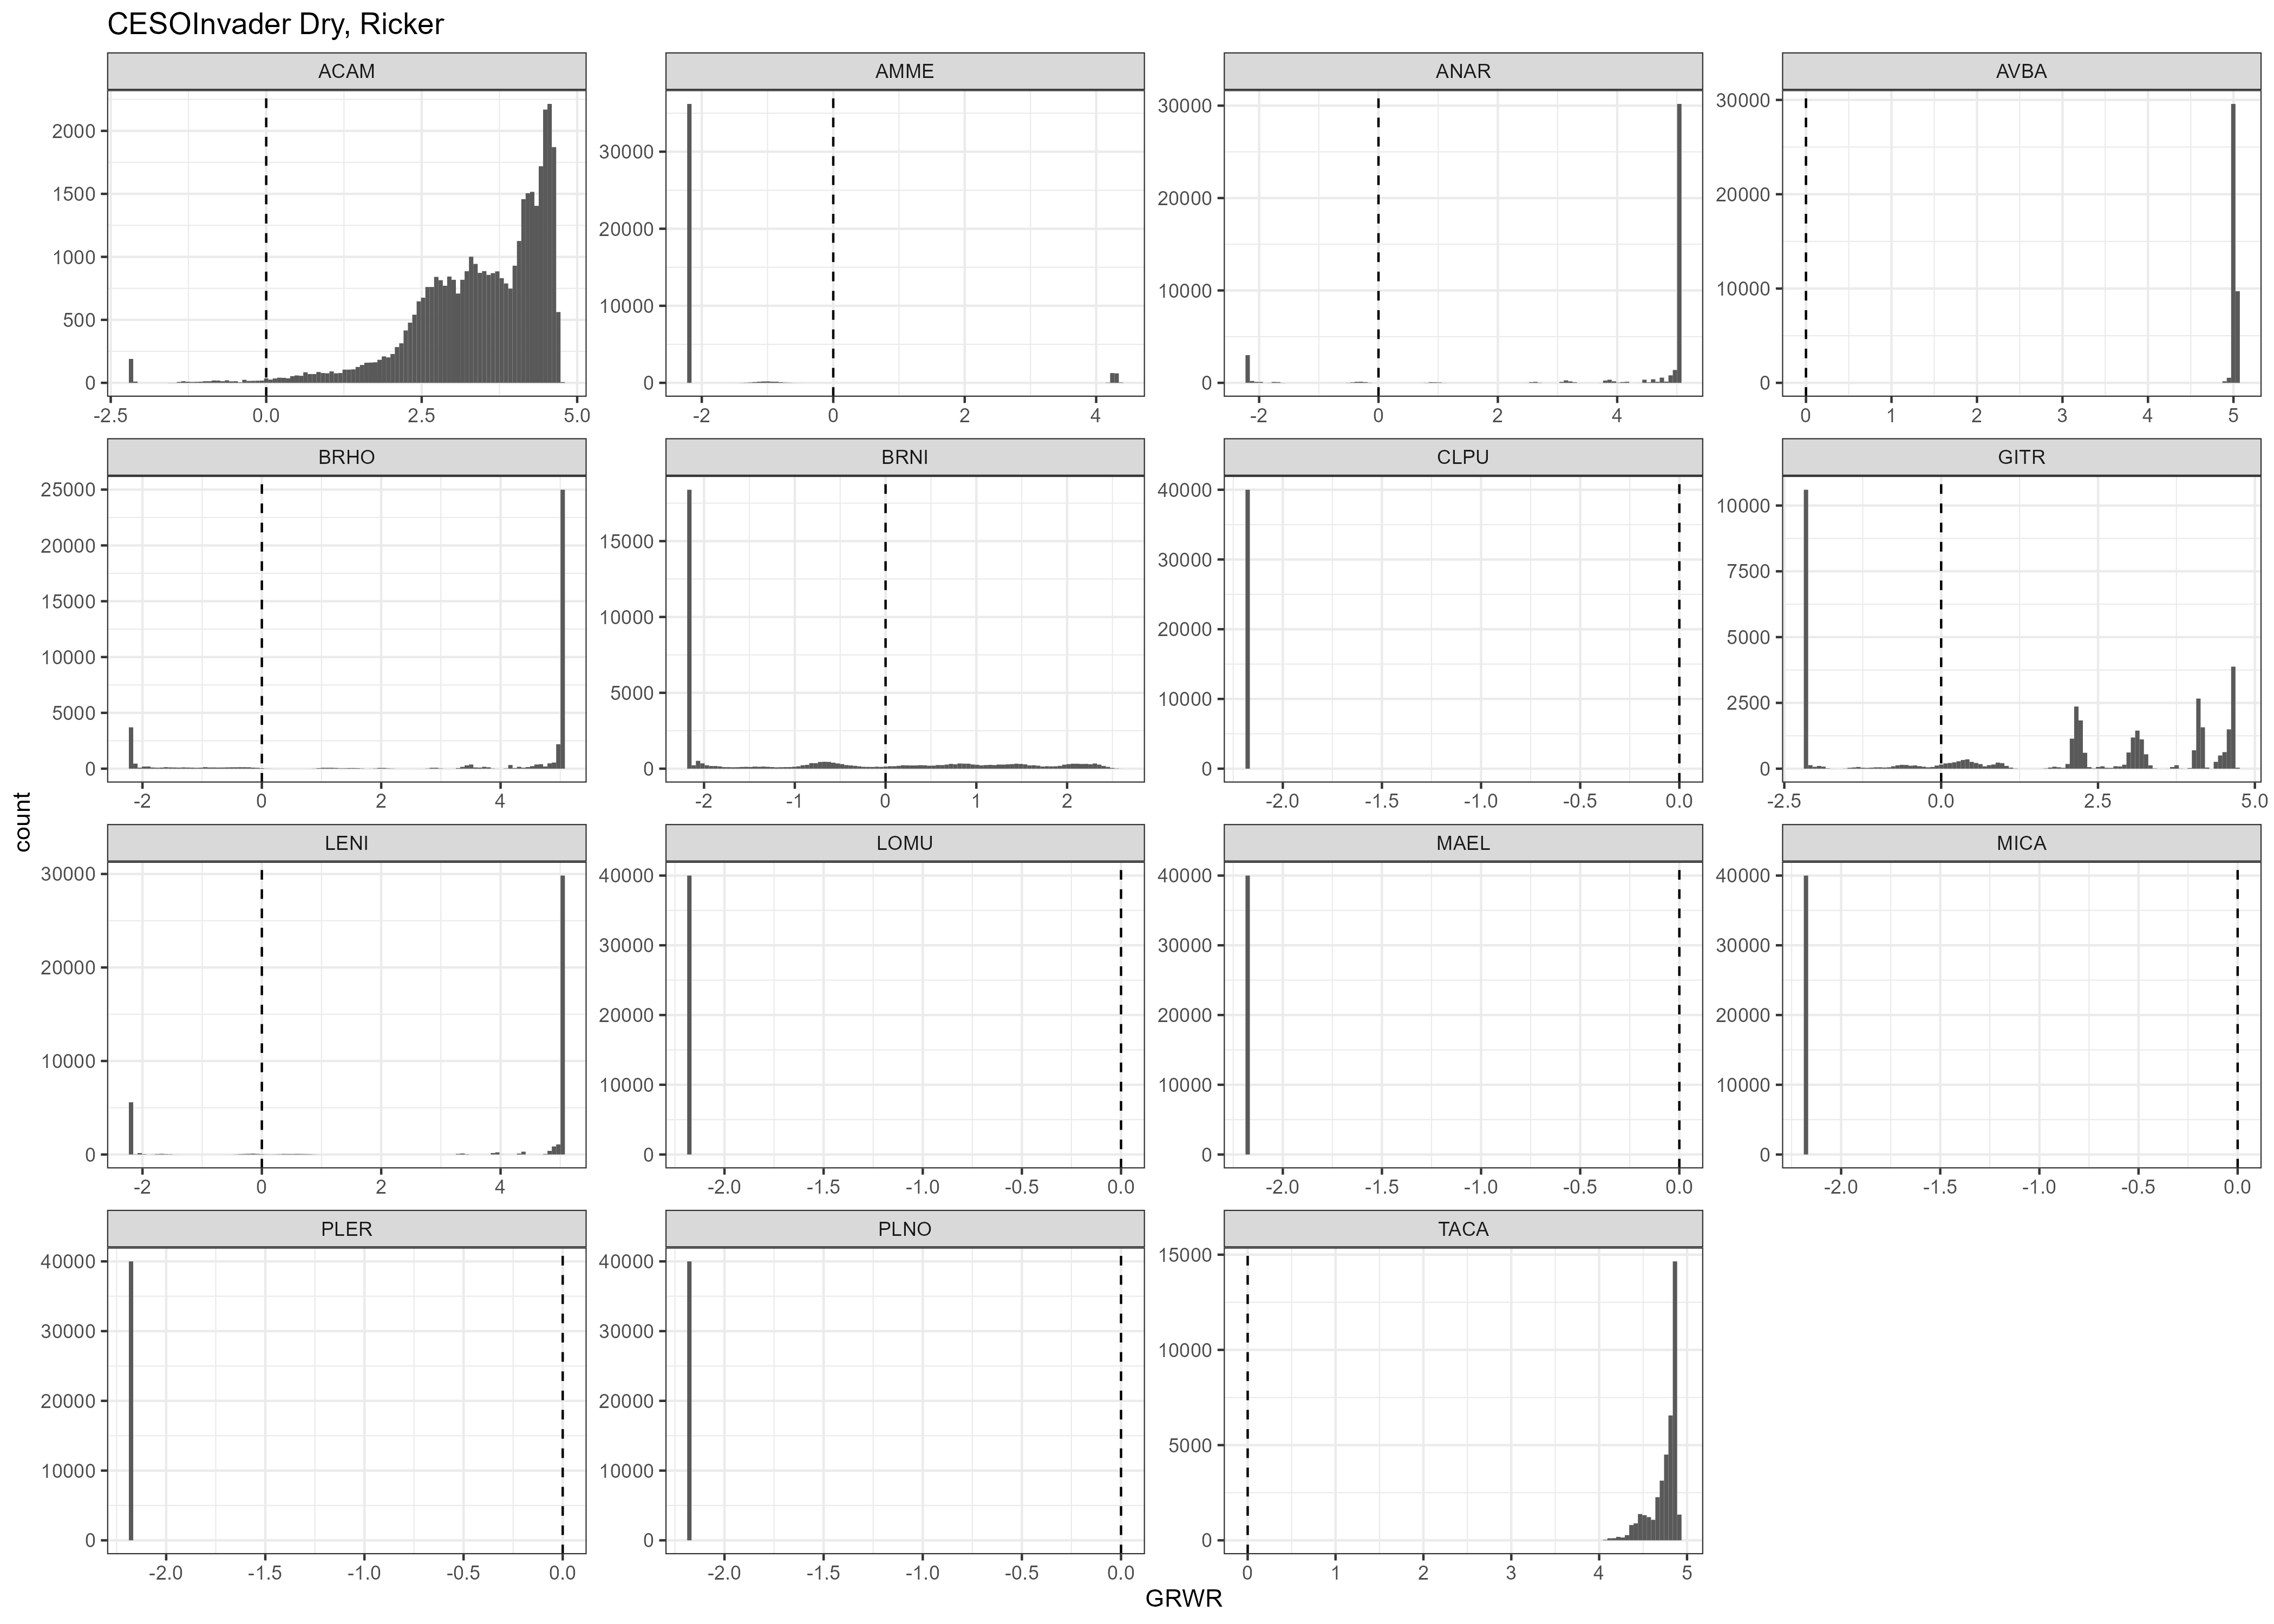 CESOInvader Dry, Ricker
ACAM
AMME
ANAR
AVBA
2000
1500
1000
500
0
-2.5 0.0 2.5 5.0
30000
20000
10000
0
-2 0 2 4
30000
20000
10000
0
-2 0 2 4
30000
20000
10000
0
0 1 2 3 4 5
BRHO
BRNI
CLPU
GITR
25000
20000
15000
10000
5000
0
-2 0 2 4
15000
10000
5000
0
-2 -1 0 1 2
40000
30000
20000
10000
0
-2.0 -1.5 -1.0 -0.5 0.0
10000
7500
5000
2500
0
-2.5 0.0 2.5 5.0
count
LENI
LOMU
MAEL
MICA
30000
20000
10000
0
-2 0 2 4
40000
30000
20000
10000
0
-2.0 -1.5 -1.0 -0.5 0.0
40000
30000
20000
10000
0
-2.0 -1.5 -1.0 -0.5 0.0
40000
30000
20000
10000
0
-2.0 -1.5 -1.0 -0.5 0.0
PLER
PLNO
TACA
40000
30000
20000
10000
0
-2.0 -1.5 -1.0 -0.5 0.0
40000
30000
20000
10000
0
-2.0 -1.5 -1.0 -0.5 0.0
15000
10000
5000
0
0 1 2 3 4 5
GRWR